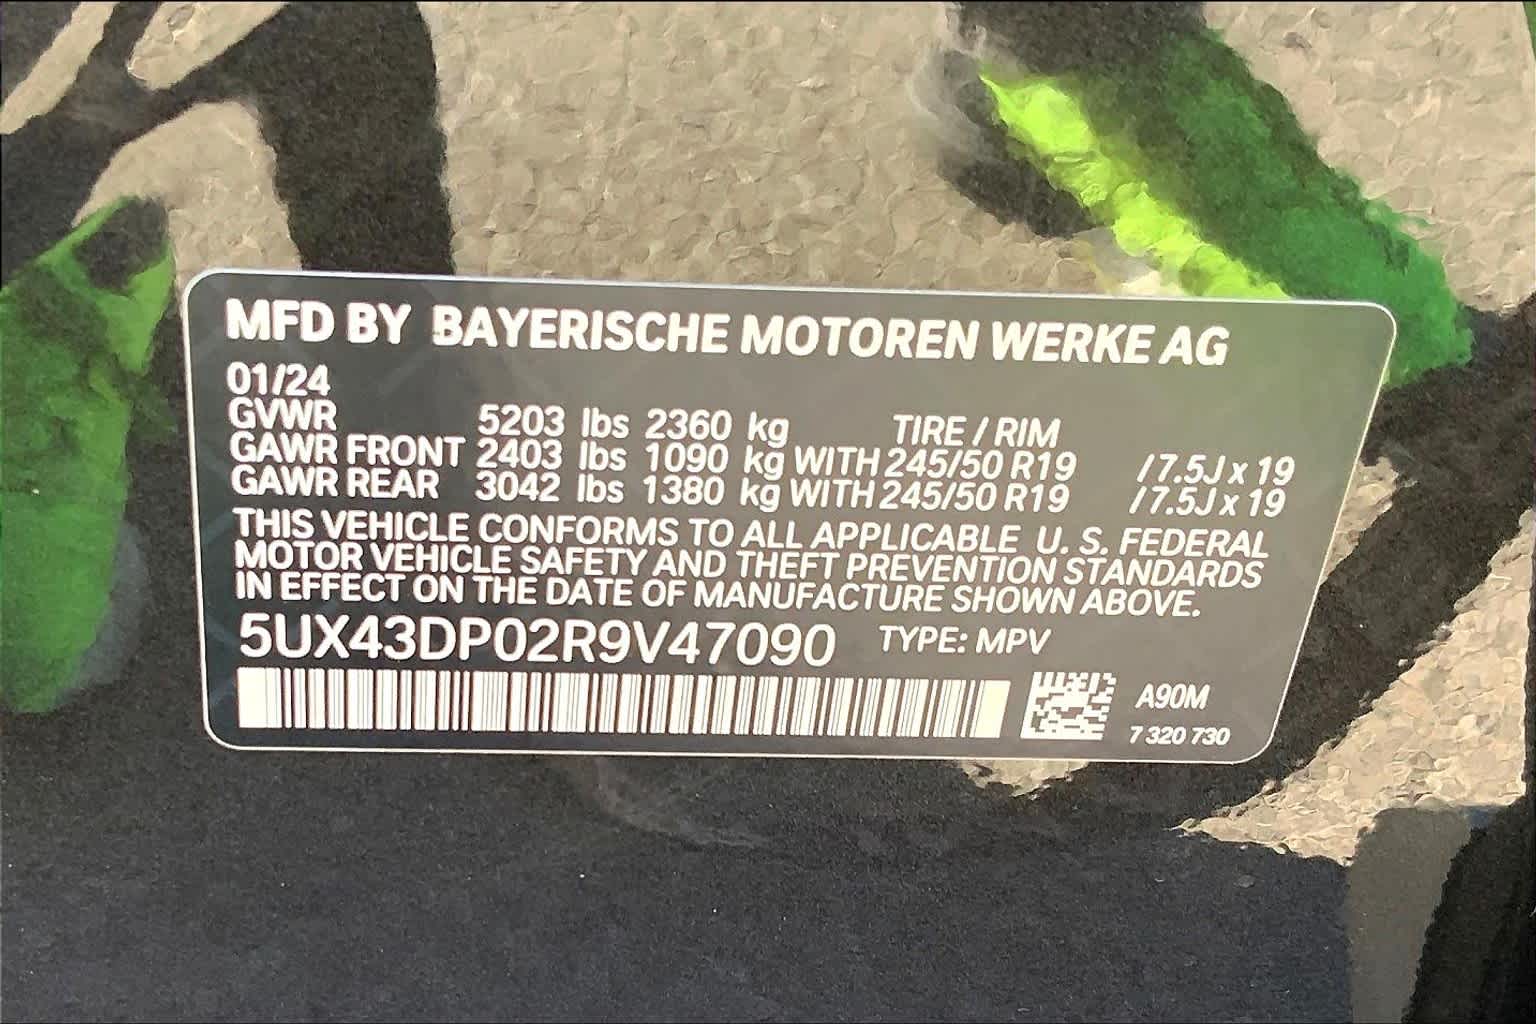 MFD BY BAYERISCHE MOTOREN WERKE AG
01/24
GVWR 5203 lbs 2360 kg TIRE / RIM
GAWR FRONT 2403 lbs 1090 kg WITH 245/50 R19 / 7.5J x 19
GAWR REAR 3042 lbs 1380 kg WITH 245/50 R19 / 7.5J x 19
THIS VEHICLE CONFORMS TO ALL APPLICABLE U. S. FEDERAL
MOTOR VEHICLE SAFETY AND THEFT PREVENTION STANDARDS
IN EFFECT ON THE DATE OF MANUFACTURE SHOWN ABOVE.
5UX43DP02R9V47090 TYPE: MPV
A90M
7 320 730